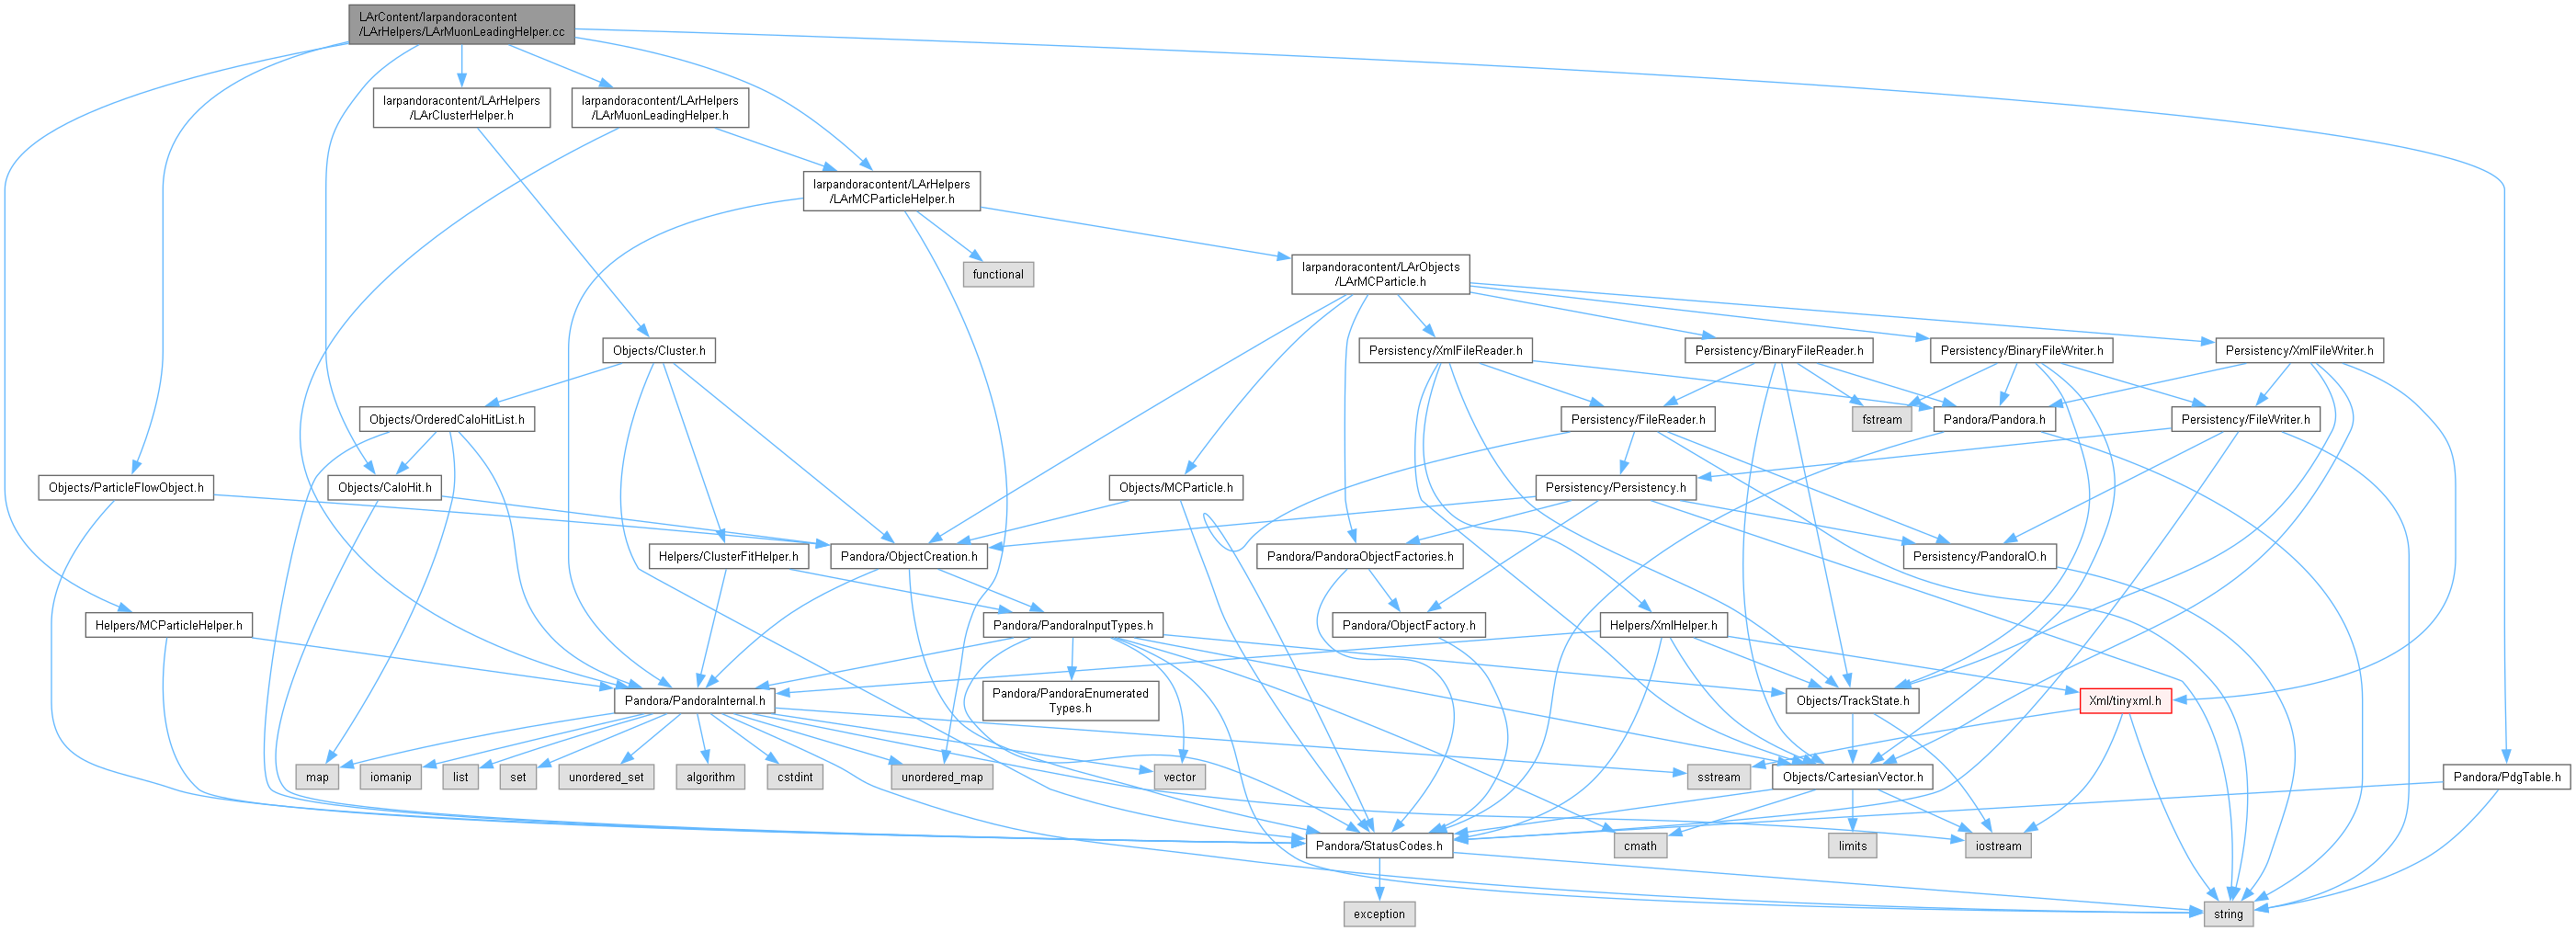 LArContent/larpandoracontent
/LArHelpers/LArMuonLeadingHelper.cc
larpandoracontent/LArHelpers
/LArClusterHelper.h
larpandoracontent/LArHelpers
/LArMuonLeadingHelper.h
larpandoracontent/LArHelpers
/LArMCParticleHelper.h
functional
larpandoracontent/LArObjects
/LArMCParticle.h
Objects/Cluster.h
Persistency/XmlFileReader.h
Persistency/BinaryFileReader.h
Persistency/BinaryFileWriter.h
Persistency/XmlFileWriter.h
Objects/OrderedCaloHitList.h
Persistency/FileReader.h
fstream
Pandora/Pandora.h
Persistency/FileWriter.h
Objects/ParticleFlowObject.h
Objects/CaloHit.h
Objects/MCParticle.h
Persistency/Persistency.h
Helpers/ClusterFitHelper.h
Pandora/ObjectCreation.h
Pandora/PandoraObjectFactories.h
Persistency/PandoraIO.h
Helpers/MCParticleHelper.h
Pandora/PandoraInputTypes.h
Pandora/ObjectFactory.h
Helpers/XmlHelper.h
Pandora/PandoraInternal.h
Pandora/PandoraEnumerated
Types.h
Objects/TrackState.h
Xml/tinyxml.h
map
iomanip
list
set
unordered_set
algorithm
cstdint
unordered_map
vector
sstream
Objects/CartesianVector.h
Pandora/PdgTable.h
Pandora/StatusCodes.h
cmath
limits
iostream
exception
string